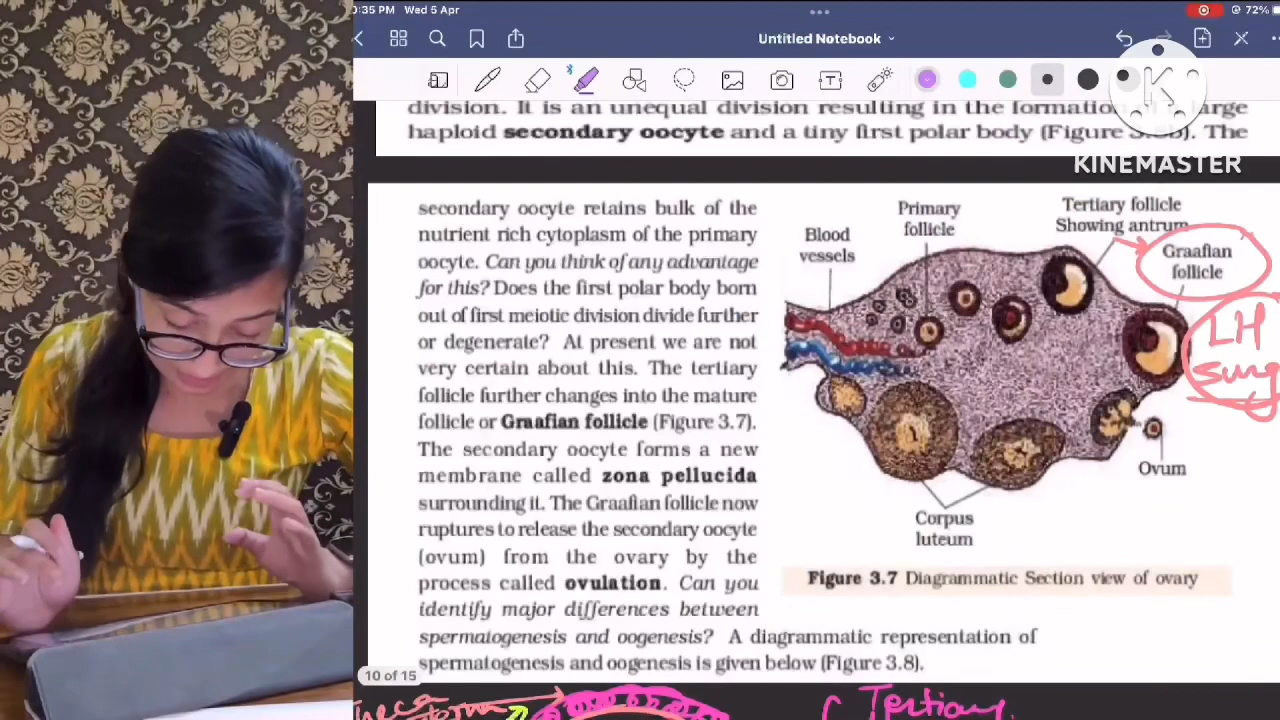 0:35 PM Wed 5 Apr
72%
Untitled Notebook
T
K
KINEMASTER
division. It is an unequal division resulting in the formation of a large
haploid secondary oocyte and a tiny first polar body (Figure 3.8b). The
secondary oocyte retains bulk of the
nutrient rich cytoplasm of the primary
oocyte. Can you think of any advantage
for this? Does the first polar body born
out of first meiotic division divide further
or degenerate? At present we are not
very certain about this. The tertiary
follicle further changes into the mature
follicle or Graafian follicle (Figure 3.7).
The secondary oocyte forms a new
membrane called zona pellucida
surrounding it. The Graafian follicle now
ruptures to release the secondary oocyte
(ovum) from the ovary by the
process called ovulation. Can you
identify major differences between
spermatogenesis and oogenesis? A diagrammatic representation of
spermatogenesis and oogenesis is given below (Figure 3.8).
Blood
vessels
Primary
follicle
Tertiary follicle
Showing antrum
Graafian
follicle
LH
surg
Ovum
Corpus
luteum
Figure 3.7 Diagrammatic Section view of ovary
10 of 15
Theca
Tertiary